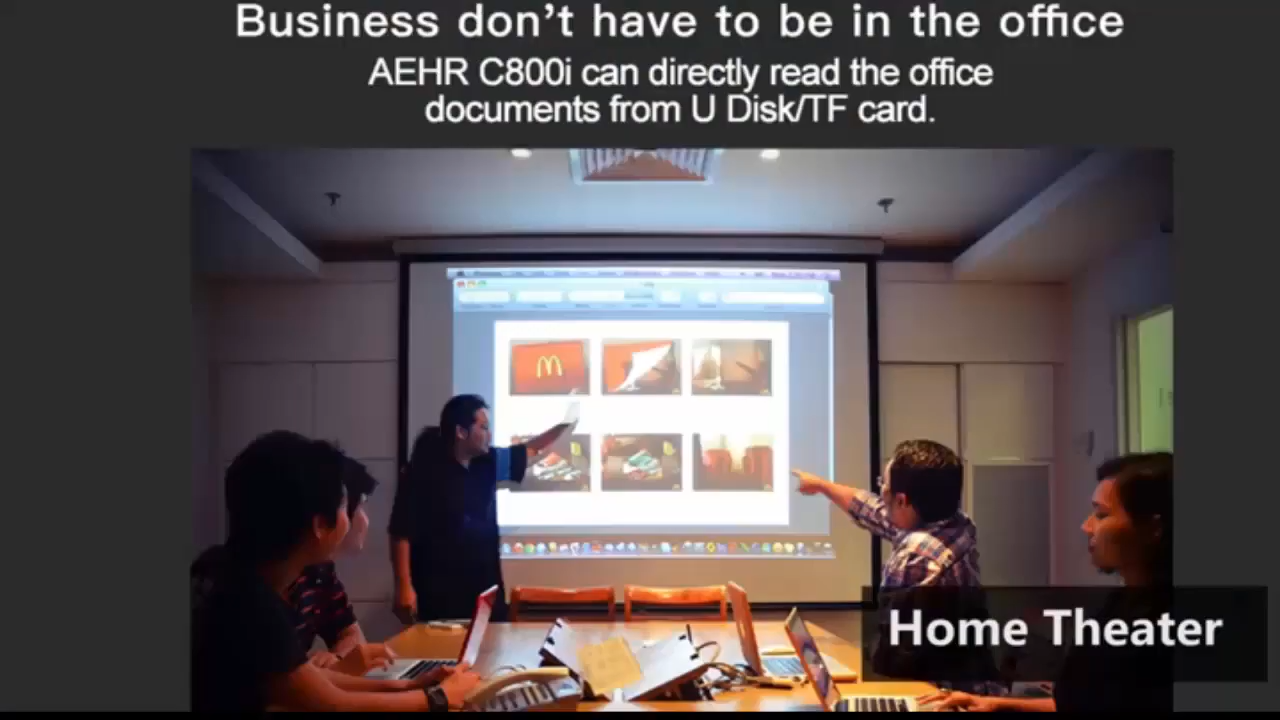 Business don't have to be in the office
AEHR C800i can directly read the office
documents from U Disk/TF card.
Home Theater